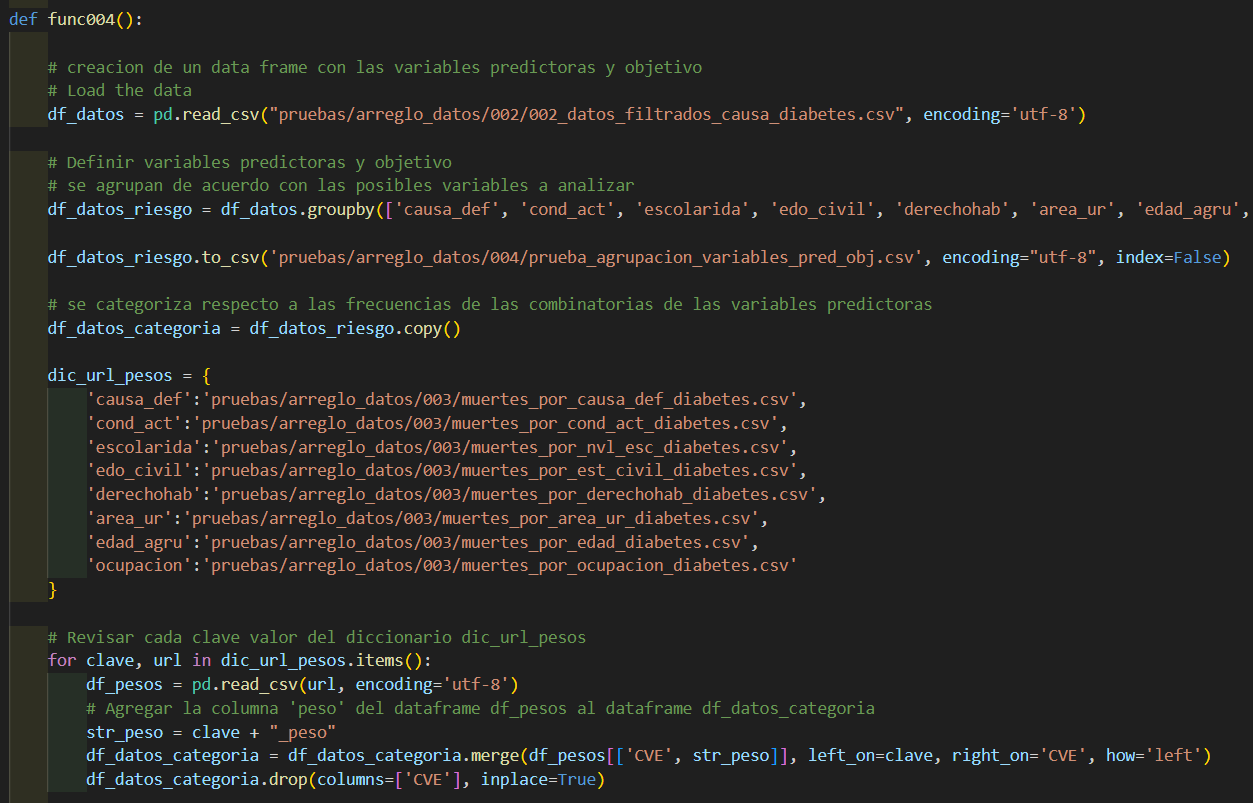 def func004():
# creacion de un data frame con las variables predictoras y objetivo
# Load the data
df_datos = pd.read_csv("pruebas/arreglo_datos/002/002_datos_filtrados_causa_diabetes.csv", encoding='utf-8')
# Definir variables predictoras y objetivo
# se agrupan de acuerdo con las posibles variables a analizar
df_datos_riesgo = df_datos.groupby(['causa_def', 'cond_act', 'escolarida', 'edo_civil', 'derechohab', 'area_ur', 'edad_agru',
df_datos_riesgo.to_csv('pruebas/arreglo_datos/004/prueba_agrupacion_variables_pred_obj.csv', encoding="utf-8", index=False)
# se categoriza respecto a las frecuencias de las combinatorias de las variables predictoras
df_datos_categoria = df_datos_riesgo.copy()
dic_url_pesos = {
'causa_def':'pruebas/arreglo_datos/003/muertes_por_causa_def_diabetes.csv',
'cond_act':'pruebas/arreglo_datos/003/muertes_por_cond_act_diabetes.csv',
'escolarida':'pruebas/arreglo_datos/003/muertes_por_nvl_esc_diabetes.csv',
'edo_civil':'pruebas/arreglo_datos/003/muertes_por_est_civil_diabetes.csv',
'derechohab':'pruebas/arreglo_datos/003/muertes_por_derechohab_diabetes.csv',
'area_ur':'pruebas/arreglo_datos/003/muertes_por_area_ur_diabetes.csv',
'edad_agru':'pruebas/arreglo_datos/003/muertes_por_edad_diabetes.csv',
'ocupacion':'pruebas/arreglo_datos/003/muertes_por_ocupacion_diabetes.csv'
}
# Revisar cada clave valor del diccionario dic_url_pesos
for clave, url in dic_url_pesos.items():
df_pesos = pd.read_csv(url, encoding='utf-8')
# Agregar la columna 'peso' del dataframe df_pesos al dataframe df_datos_categoria
str_peso = clave + "_peso"
df_datos_categoria = df_datos_categoria.merge(df_pesos[['CVE', str_peso]], left_on=clave, right_on='CVE', how='left')
df_datos_categoria.drop(columns=['CVE'], inplace=True)